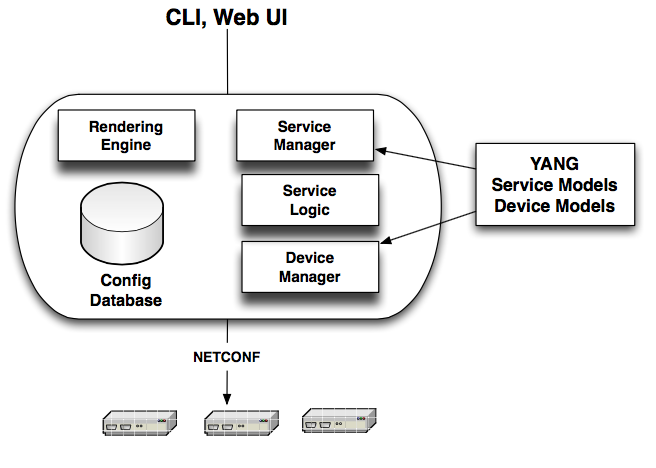 CLI, Web UI
Rendering
Engine
Service
Manager
YANG
Service Models
Device Models
Service
Logic
Device
Manager
Config
Database
NETCONF